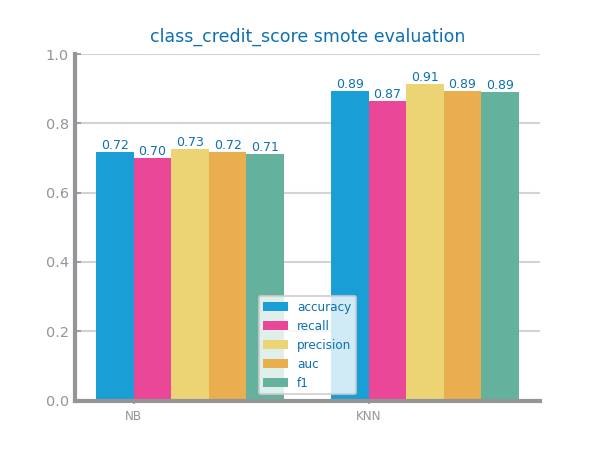 class_credit_score smote evaluation
1.0
0.8
0.6
0.4
0.2
0.0
0.72
0.70
0.73
0.72
0.71
0.89
0.87
0.91
0.89
0.89
accuracy
recall
precision
auc
f1
NB
KNN